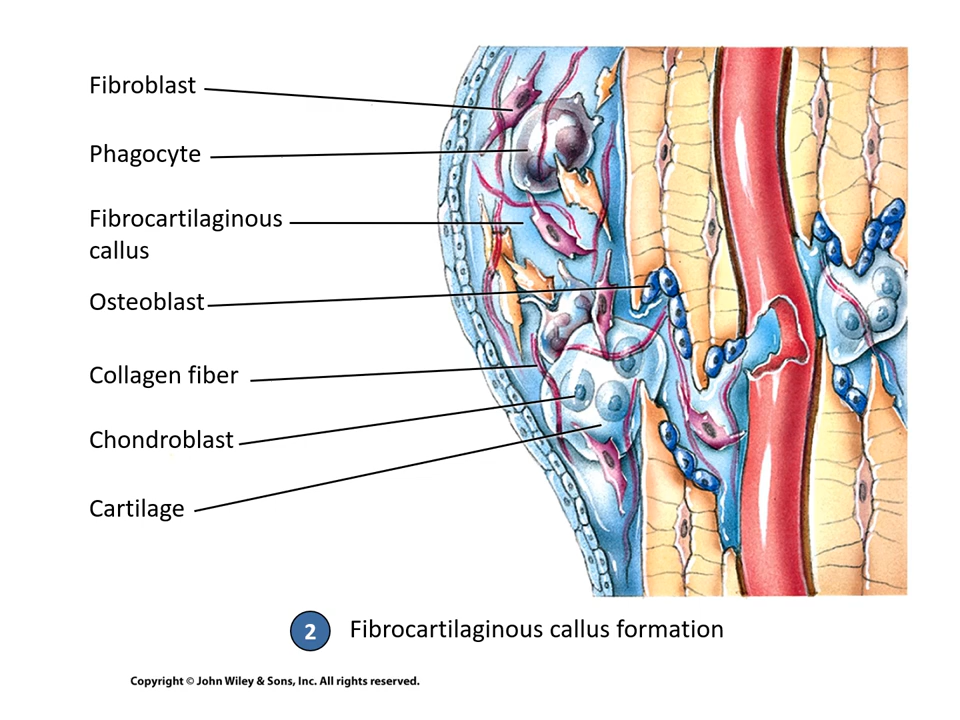 Fibroblast
Phagocyte
Fibrocartilaginous
callus
Osteoblast
Collagen fiber
Chondroblast
Cartilage
2 Fibrocartilaginous callus formation
Copyright © John Wiley & Sons, Inc. All rights reserved.